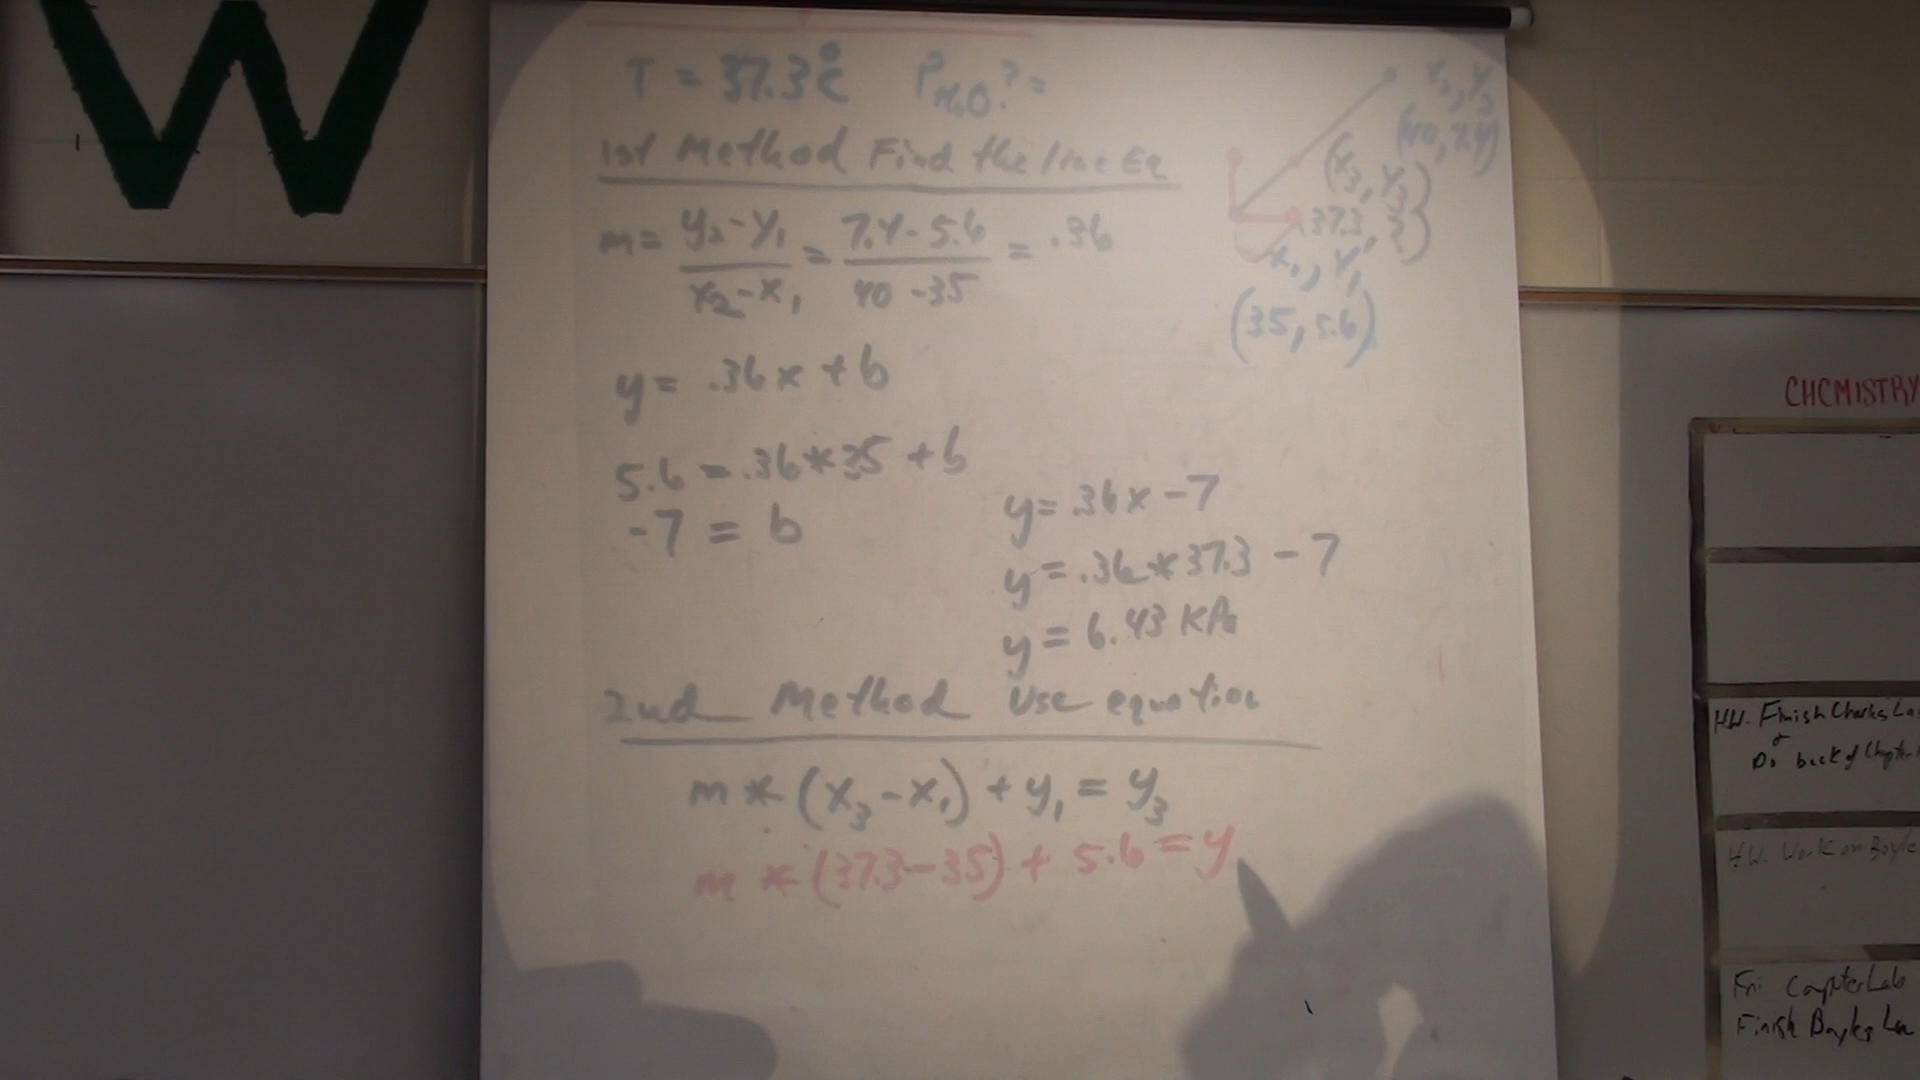 W
T = 37.3°C P H₂O? =
1st Method Find the line Eq
m = y₂-y₁ / x₂-x₁ = 7.4-5.6 / 40-35 = .36
y = .36x + b
5.6 = .36*35 + b
-7 = b
y = .36x - 7
y = .36*37.3 - 7
y = 6.43 KPa
2nd Method Use equation
m * (x₃-x₁) + y₁ = y₃
m * (37.3-35) + 5.6 = y
x₂, y₂
(40, 7.4)
(x₃, y₃)
(37.3, ?)
x₁, y₁
(35, 5.6)
CHEMISTRY
HW. Finish Charles
Do back of Chapter
HW. Work on Boyle
Fri: Computer Lab
Finish Boyles